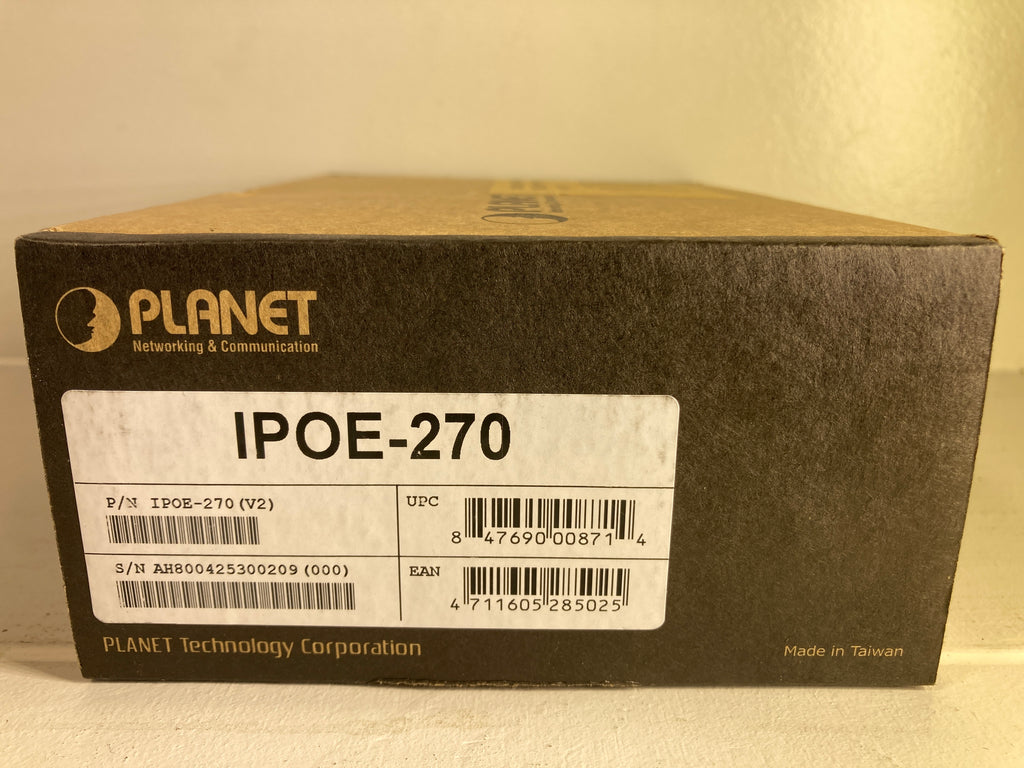 PLANET
PLANET
Networking & Communication
IPOE-270
P/N IPOE-270(V2)
UPC
8 47690 00871 4
S/N AH800425300209(000)
EAN
4 711605 285025
PLANET Technology Corporation
Made in Taiwan